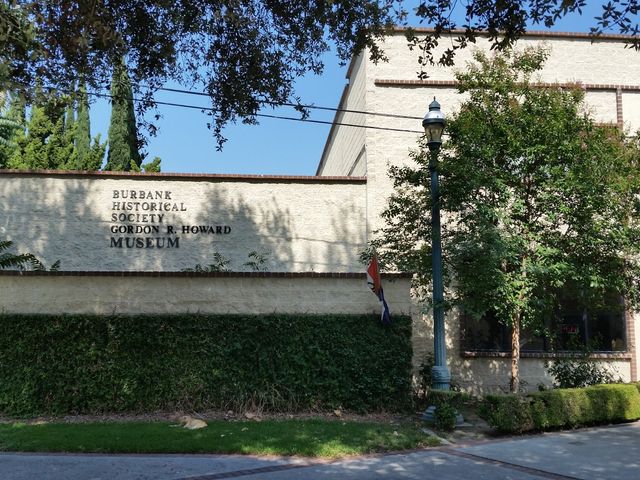 BURBANK
HISTORICAL
SOCIETY
GORDON R. HOWARD
MUSEUM